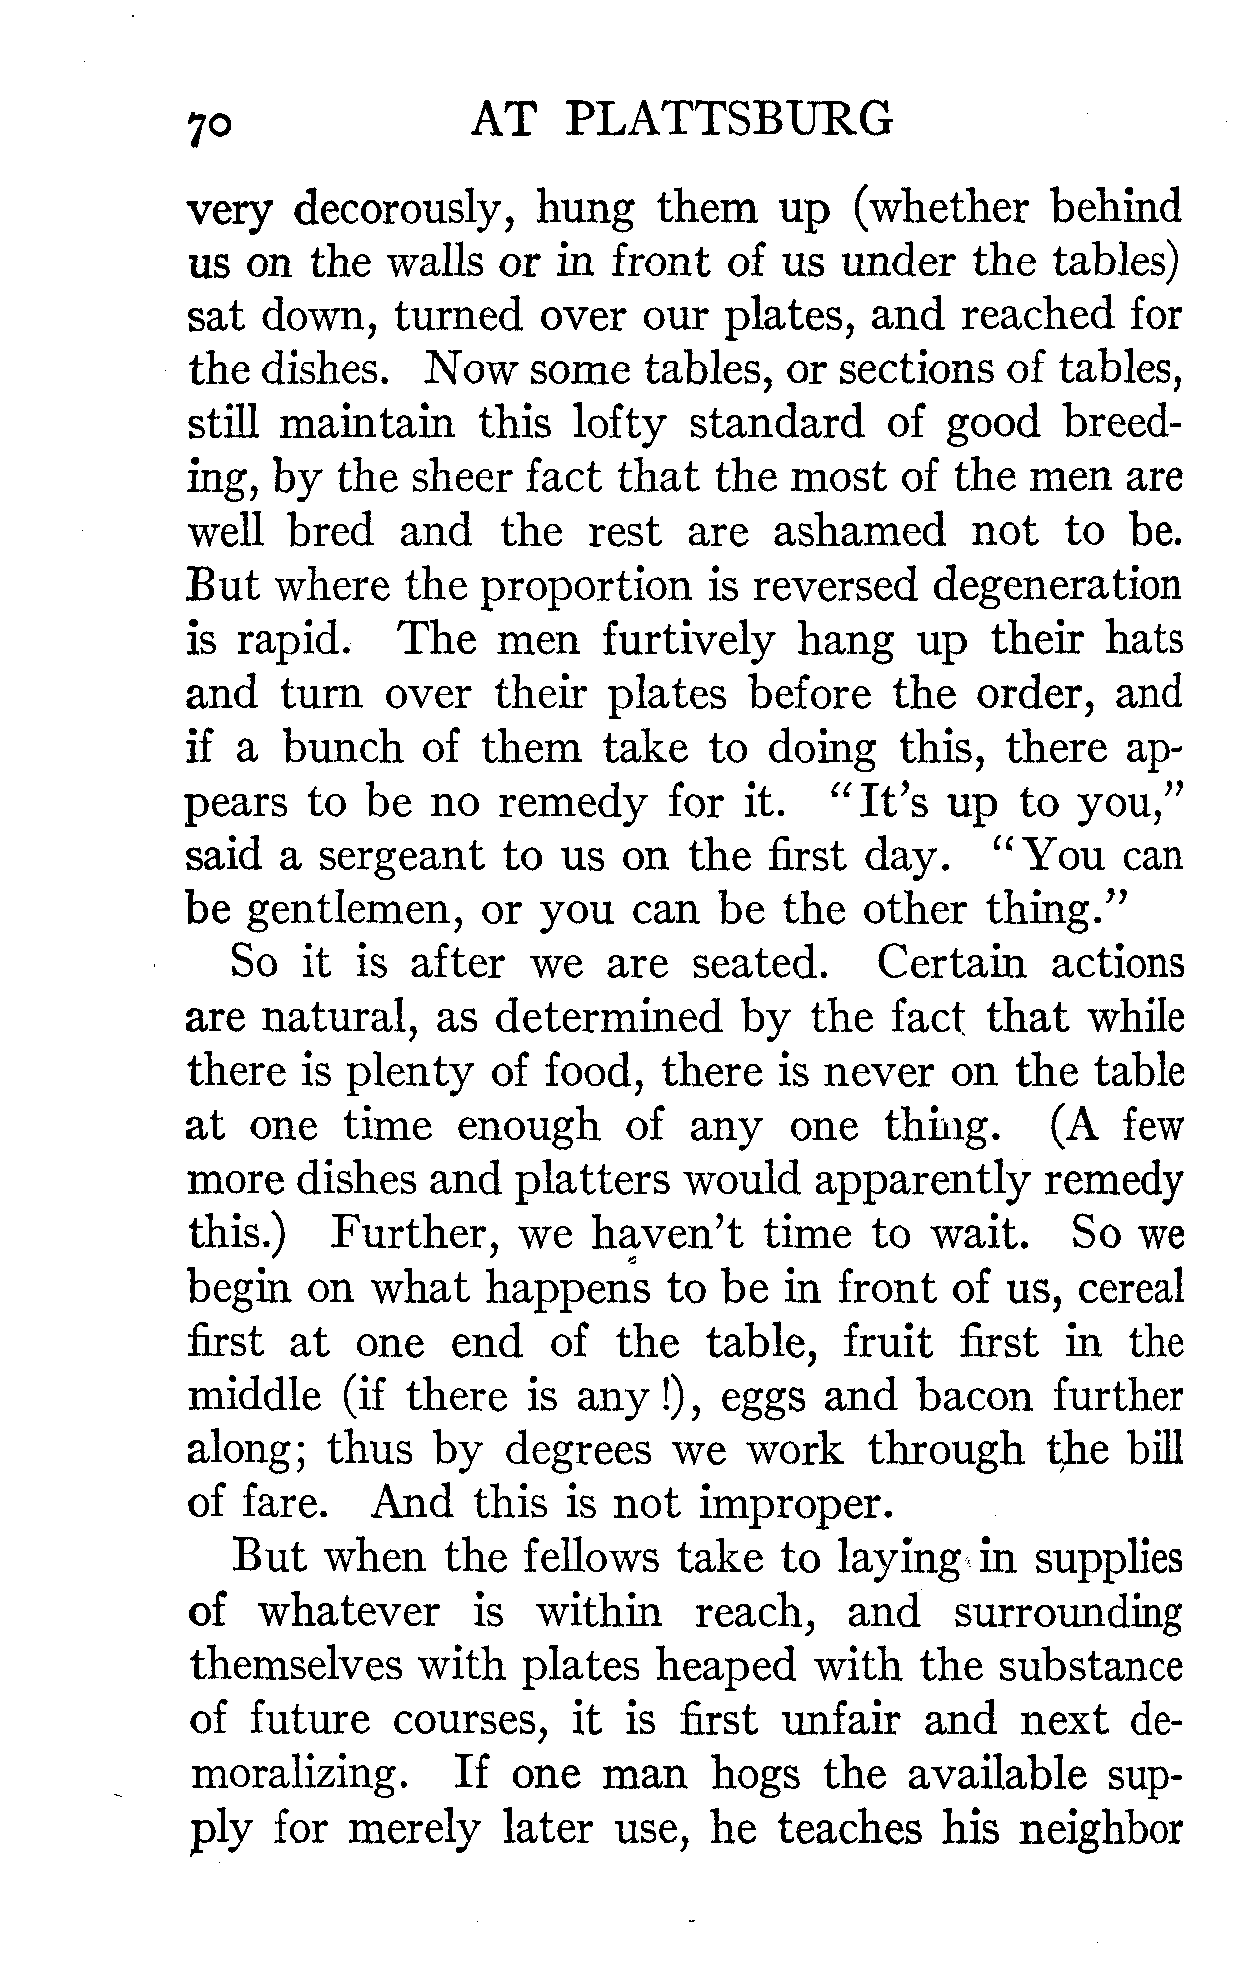 70 AT PLATTSBURG
very decorously, hung them up (whether behind
us on the walls or in front of us under the tables)
sat down, turned over our plates, and reached for
the dishes. Now some tables, or sections of tables,
still maintain this lofty standard of good breed-
ing, by the sheer fact that the most of the men are
well bred and the rest are ashamed not to be.
But where the proportion is reversed degeneration
is rapid. The men furtively hang up their hats
and turn over their plates before the order, and
if a bunch of them take to doing this, there ap-
pears to be no remedy for it. "It's up to you,"
said a sergeant to us on the first day. "You can
be gentlemen, or you can be the other thing."
So it is after we are seated. Certain actions
are natural, as determined by the fact that while
there is plenty of food, there is never on the table
at one time enough of any one thing. (A few
more dishes and platters would apparently remedy
this.) Further, we haven't time to wait. So we
begin on what happens to be in front of us, cereal
first at one end of the table, fruit first in the
middle (if there is any!), eggs and bacon further
along; thus by degrees we work through the bill
of fare. And this is not improper.
But when the fellows take to laying in supplies
of whatever is within reach, and surrounding
themselves with plates heaped with the substance
of future courses, it is first unfair and next de-
moralizing. If one man hogs the available sup-
ply for merely later use, he teaches his neighbor